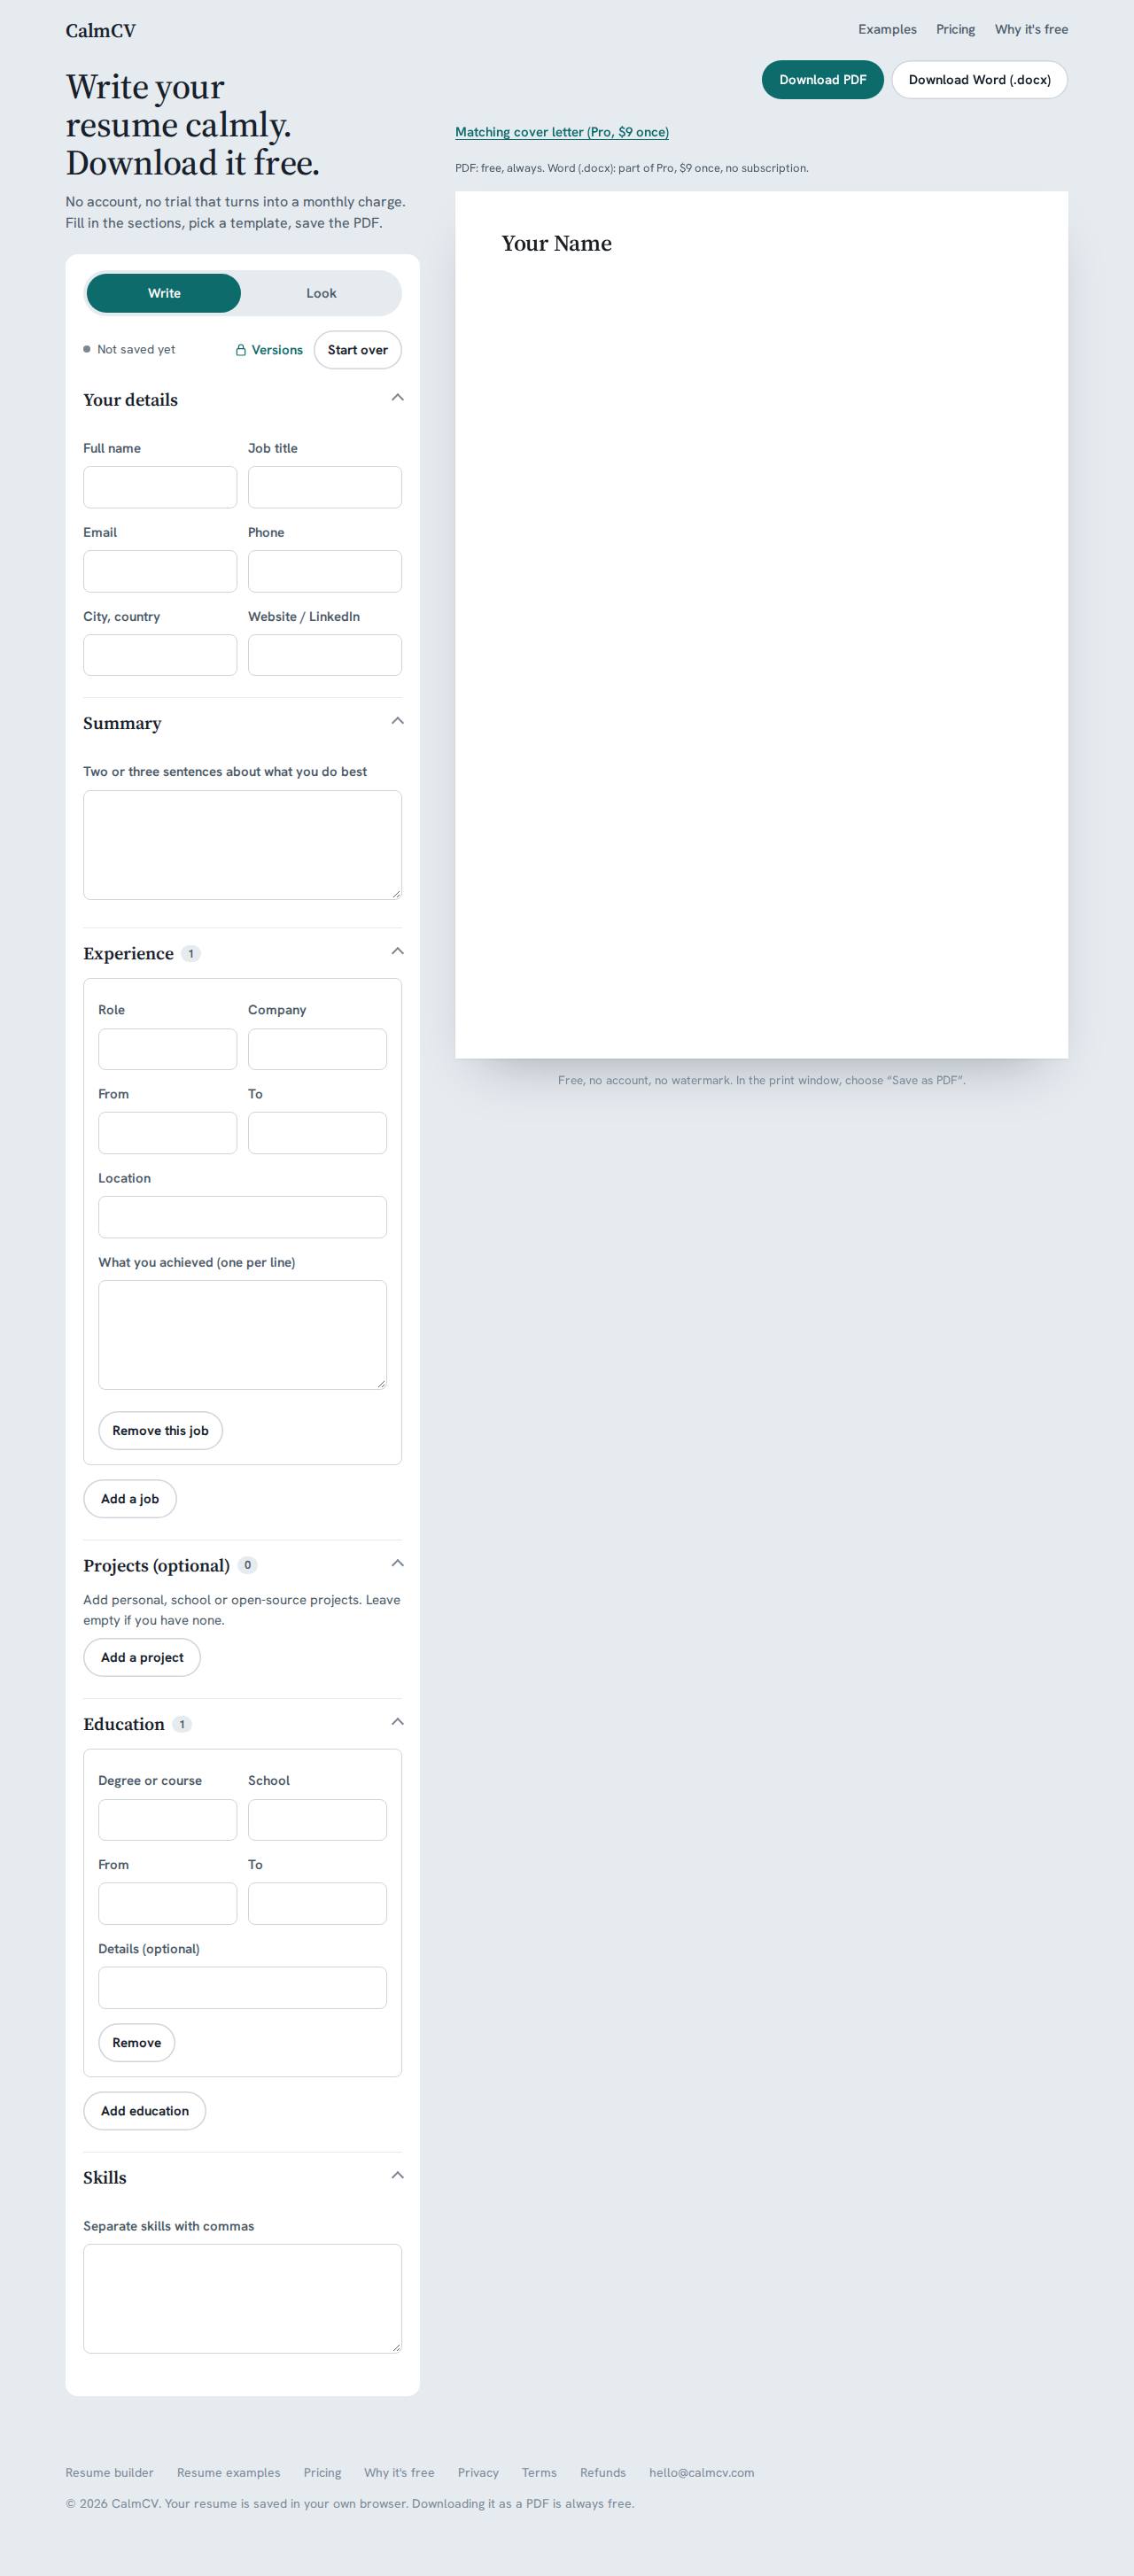 CalmCV
Examples Pricing Why it's free
Write your
resume calmly.
Download it free.
No account, no trial that turns into a monthly charge.
Fill in the sections, pick a template, save the PDF.
Download PDF Download Word (.docx)
Matching cover letter (Pro, $9 once)
PDF: free, always. Word (.docx): part of Pro, $9 once, no subscription.
Write Look
Not saved yet Versions Start over
Your details
Full name Job title
Email Phone
City, country Website / LinkedIn
Summary
Two or three sentences about what you do best
Experience 1
Role Company
From To
Location
What you achieved (one per line)
Remove this job
Add a job
Projects (optional) 0
Add personal, school or open-source projects. Leave
empty if you have none.
Add a project
Education 1
Degree or course School
From To
Details (optional)
Remove
Add education
Skills
Separate skills with commas
Your Name
Free, no account, no watermark. In the print window, choose “Save as PDF”.
Resume builder Resume examples Pricing Why it's free Privacy Terms Refunds hello@calmcv.com
© 2026 CalmCV. Your resume is saved in your own browser. Downloading it as a PDF is always free.